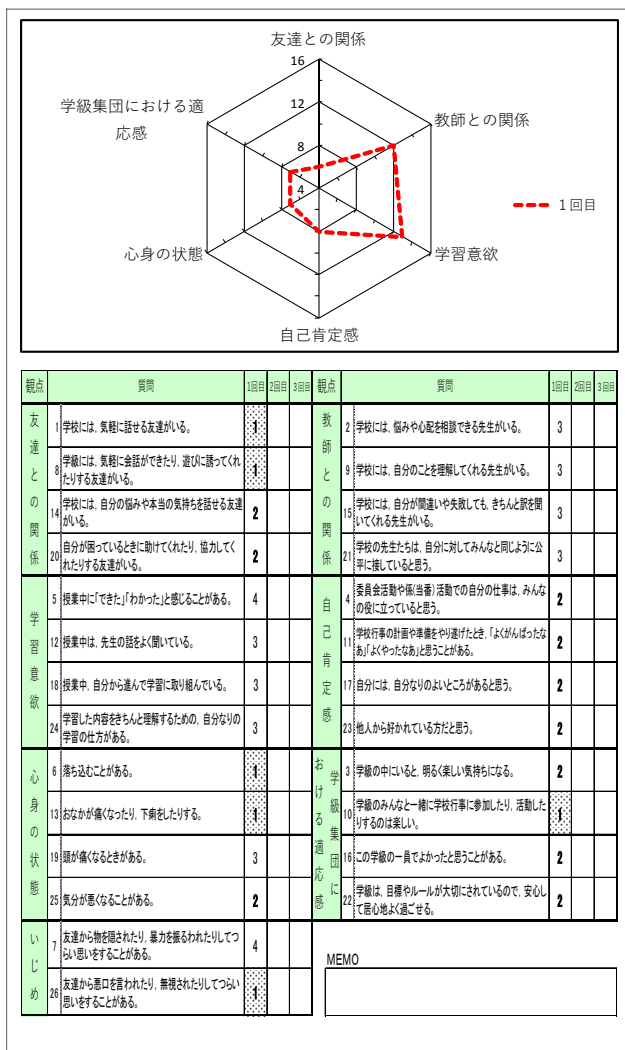 友達との関係
16
12
8
4
学級集団における適
応感
教師との関係
1回目
心身の状態
学習意欲
自己肯定感
観点 質問 1回目 2回目 3回目 観点 質問 1回目 2回目 3回目
友達との関係
1 学校には, 気軽に話せる友達がいる。 1
8 学級には, 気軽に会話ができたり, 遊びに誘ってくれ
たりする友達がいる。 1
14 学校には, 自分の悩みや本当の気持ちを話せる友達
がいる。 2
20 自分が困っているときに助けてくれたり, 協力してく
れたりする友達がいる。 2
教師との関係
2 学校には, 悩みや心配を相談できる先生がいる。 3
9 学校には, 自分のことを理解してくれる先生がいる。 3
15 学校には, 自分が間違いや失敗しても, きちんと訳を聞
いてくれる先生がいる。 3
21 学校の先生たちは, 自分に対してみんなと同じように公
平に接していると思う。 3
学習意欲
5 授業中に「できた」「わかった」と感じることがある。 4
12 授業中は, 先生の話をよく聞いている。 3
18 授業中, 自分から進んで学習に取り組んでいる。 3
24 学習した内容をきちんと理解するための, 自分なりの
学習の仕方がある。 3
自己肯定感
4 委員会活動や係(当番)活動での自分の仕事は, みんな
の役に立っていると思う。 2
11 学校行事の計画や準備をやり遂げたとき, 「よくがんばったな
あ」「よくやったなあ」と思うことがある。 2
17 自分には, 自分なりのよいところがあると思う。 2
23 他人から好かれている方だと思う。 2
心身の状態
6 落ち込むことがある。 1
13 おなかが痛くなったり, 下痢をしたりする。 1
19 頭が痛くなるときがある。 3
25 気分が悪くなることがある。 2
学級集団に
おける適応感
3 学級の中にいると, 明るく楽しい気持ちになる。 2
10 学級のみんなと一緒に学校行事に参加したり, 活動した
りするのは楽しい。 1
16 この学級の一員でよかったと思うことがある。 2
22 学級は, 目標やルールが大切にされているので, 安心し
て居心地よく過ごせる。 2
いじめ
7 友達から物を隠されたり, 暴力を振るわれたりしてつ
らい思いをすることがある。 4
26 友達から悪口を言われたり, 無視されたりしてつらい
思いをすることがある。 1
MEMO